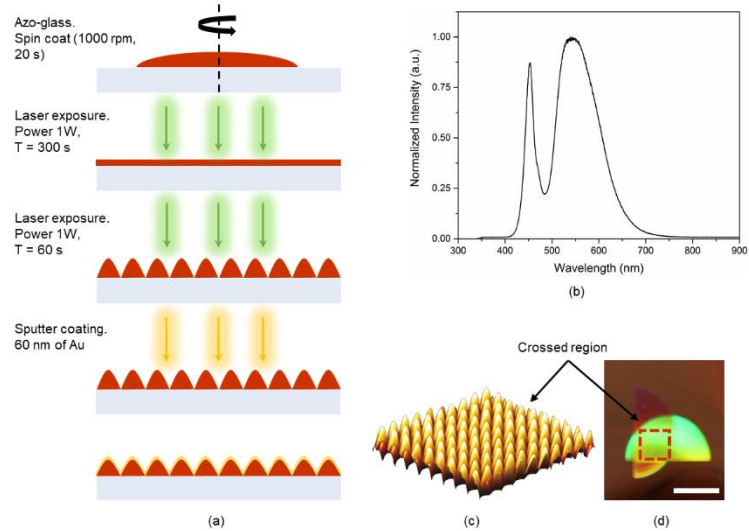 Azo-glass.
Spin coat (1000 rpm,
20 s)
Laser exposure.
Power 1W,
T = 300 s
Laser exposure.
Power 1W,
T = 60 s
Sputter coating.
60 nm of Au
(a)
Normalized Intensity (a.u.)
1.00
0.75
0.50
0.25
0.00
300 400 500 600 700 800 900
Wavelength (nm)
(b)
Crossed region
(c)
(d)